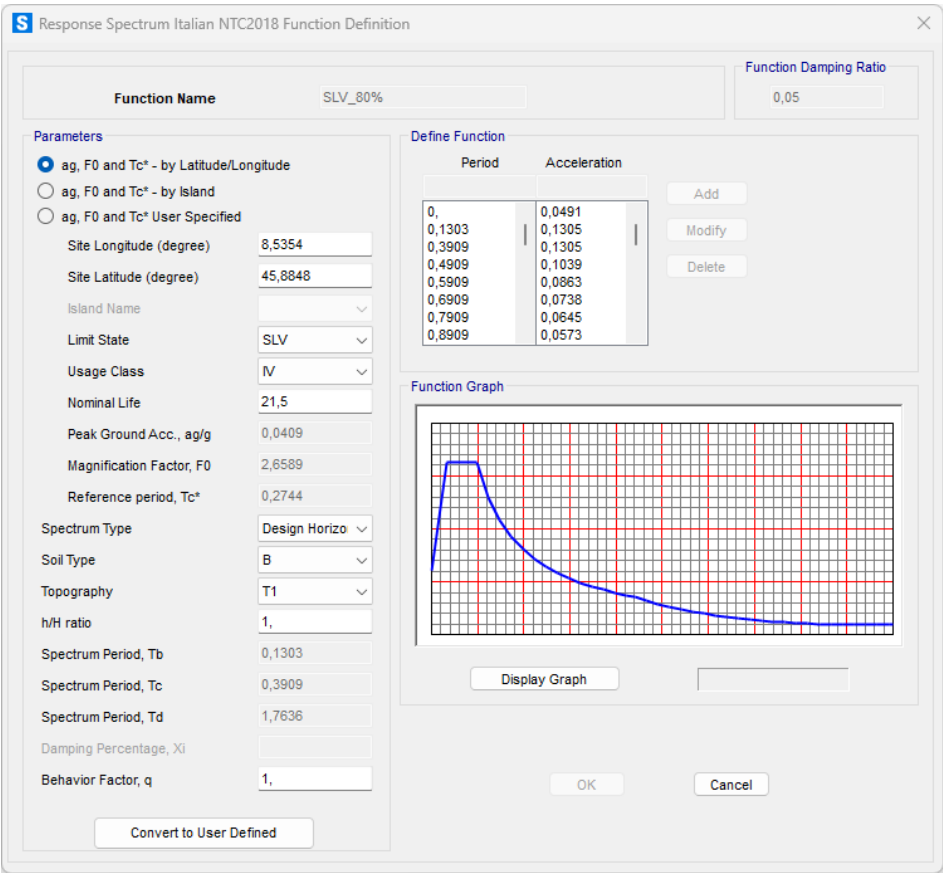 S Response Spectrum Italian NTC2018 Function Definition
Function Name SLV_80%
Function Damping Ratio
0,05
Parameters
ag, F0 and Tc* - by Latitude/Longitude
ag, F0 and Tc* - by Island
ag, F0 and Tc* User Specified
Site Longitude (degree) 8,5354
Site Latitude (degree) 45,8848
Island Name
Limit State SLV
Usage Class IV
Nominal Life 21,5
Peak Ground Acc., ag/g 0,0409
Magnification Factor, F0 2,6589
Reference period, Tc* 0,2744
Spectrum Type Design Horizo
Soil Type B
Topography T1
h/H ratio 1,
Spectrum Period, Tb 0,1303
Spectrum Period, Tc 0,3909
Spectrum Period, Td 1,7636
Damping Percentage, Xi
Behavior Factor, q 1,
Convert to User Defined
Define Function
Period Acceleration
0, 0,0491
0,1303 0,1305
0,3909 0,1305
0,4909 0,1039
0,5909 0,0863
0,6909 0,0738
0,7909 0,0645
0,8909 0,0573
Add
Modify
Delete
Function Graph
Display Graph
OK Cancel